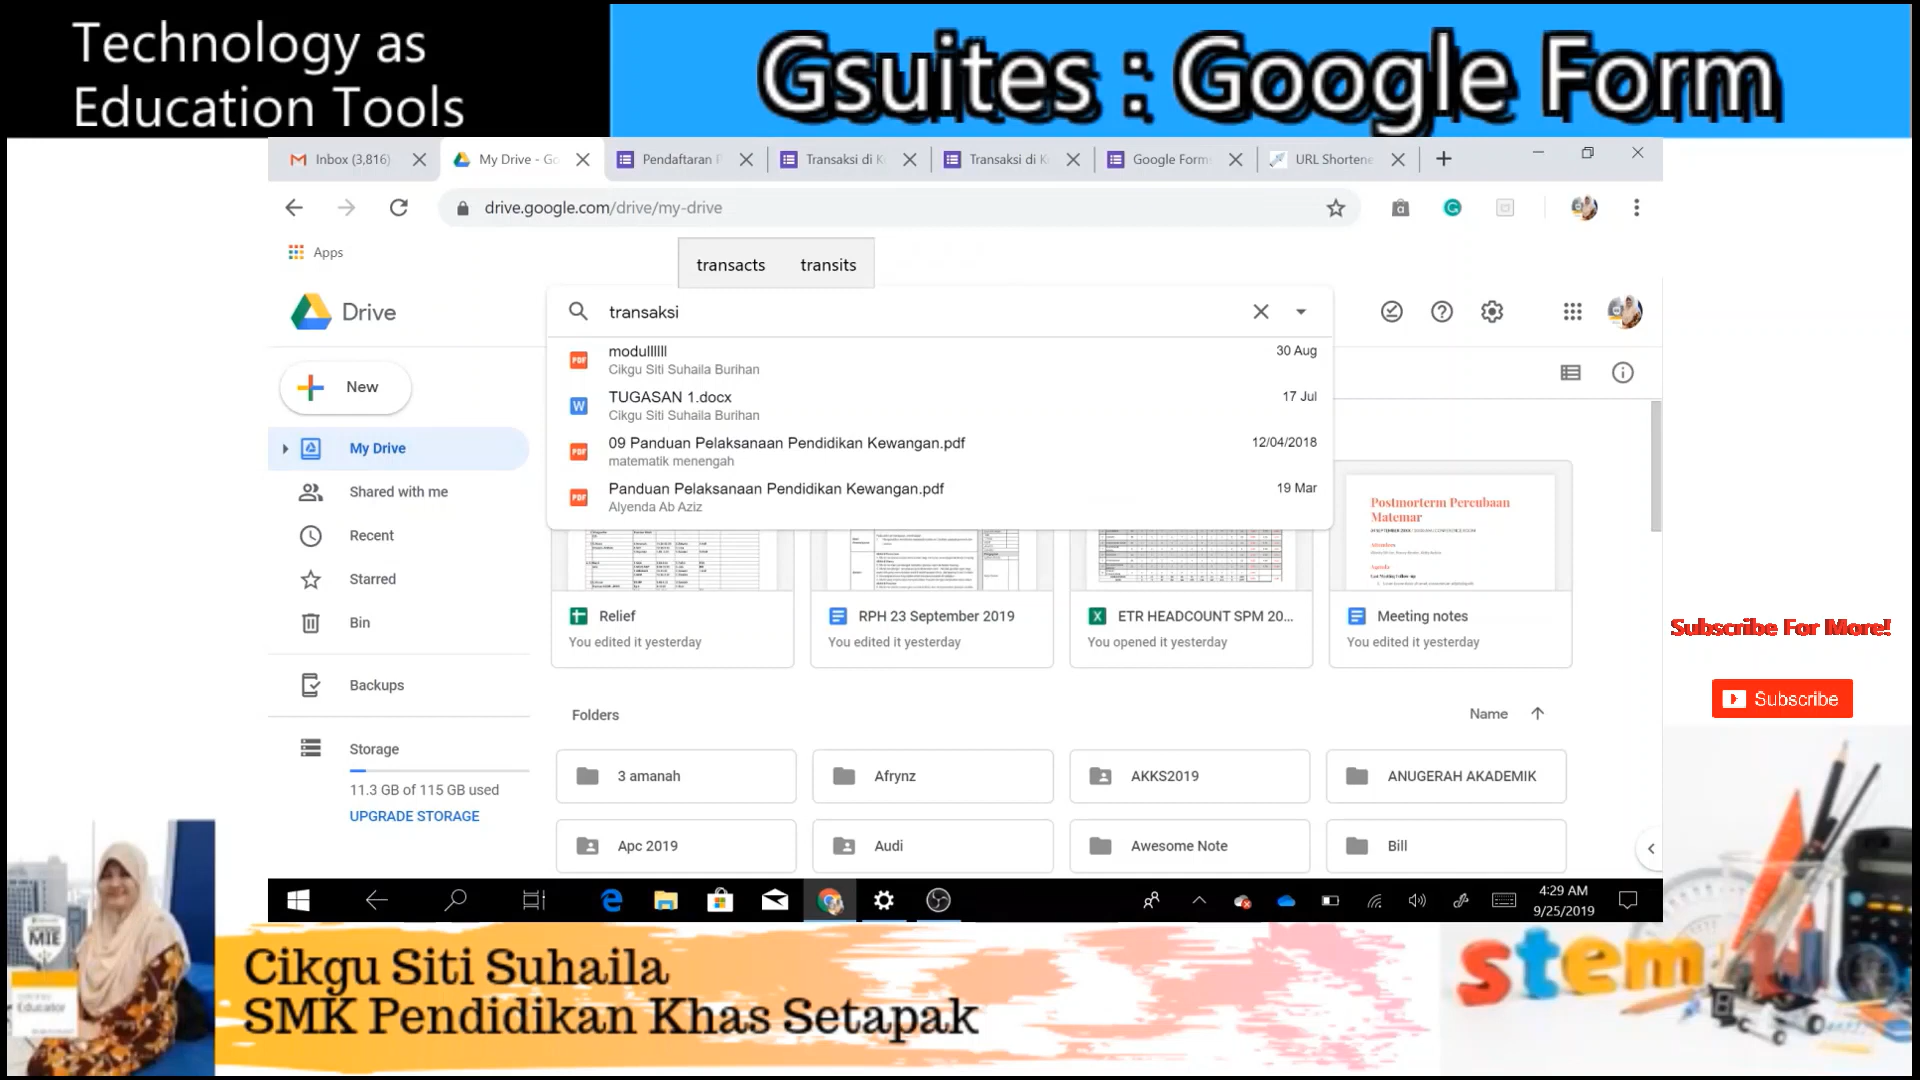 Technology as
Education Tools
Gsuites : Google Form
Inbox (3,816)
My Drive - Go
Pendaftaran P
Transaksi di K
Transaksi di K
Google Form
URL Shortene
drive.google.com/drive/my-drive
Apps
transacts transits
Drive
transaksi
modullllll
30 Aug
Cikgu Siti Suhaila Burihan
TUGASAN 1.docx
17 Jul
Cikgu Siti Suhaila Burihan
09 Panduan Pelaksanaan Pendidikan Kewangan.pdf
12/04/2018
matematik menengah
Panduan Pelaksanaan Pendidikan Kewangan.pdf
19 Mar
Alyenda Ab Aziz
New
My Drive
Shared with me
Recent
Starred
Bin
Backups
Storage
11.3 GB of 115 GB used
UPGRADE STORAGE
Postmorterm Percubaan
Matemar
Relief
You edited it yesterday
RPH 23 September 2019
You edited it yesterday
ETR HEADCOUNT SPM 20...
You opened it yesterday
Meeting notes
You edited it yesterday
Folders
Name
3 amanah
Afrynz
AKKS2019
ANUGERAH AKADEMIK
Apc 2019
Audi
Awesome Note
Bill
4:29 AM
9/25/2019
Subscribe For More!
Subscribe
MIE
Educator
Cikgu Siti Suhaila
SMK Pendidikan Khas Setapak
stem